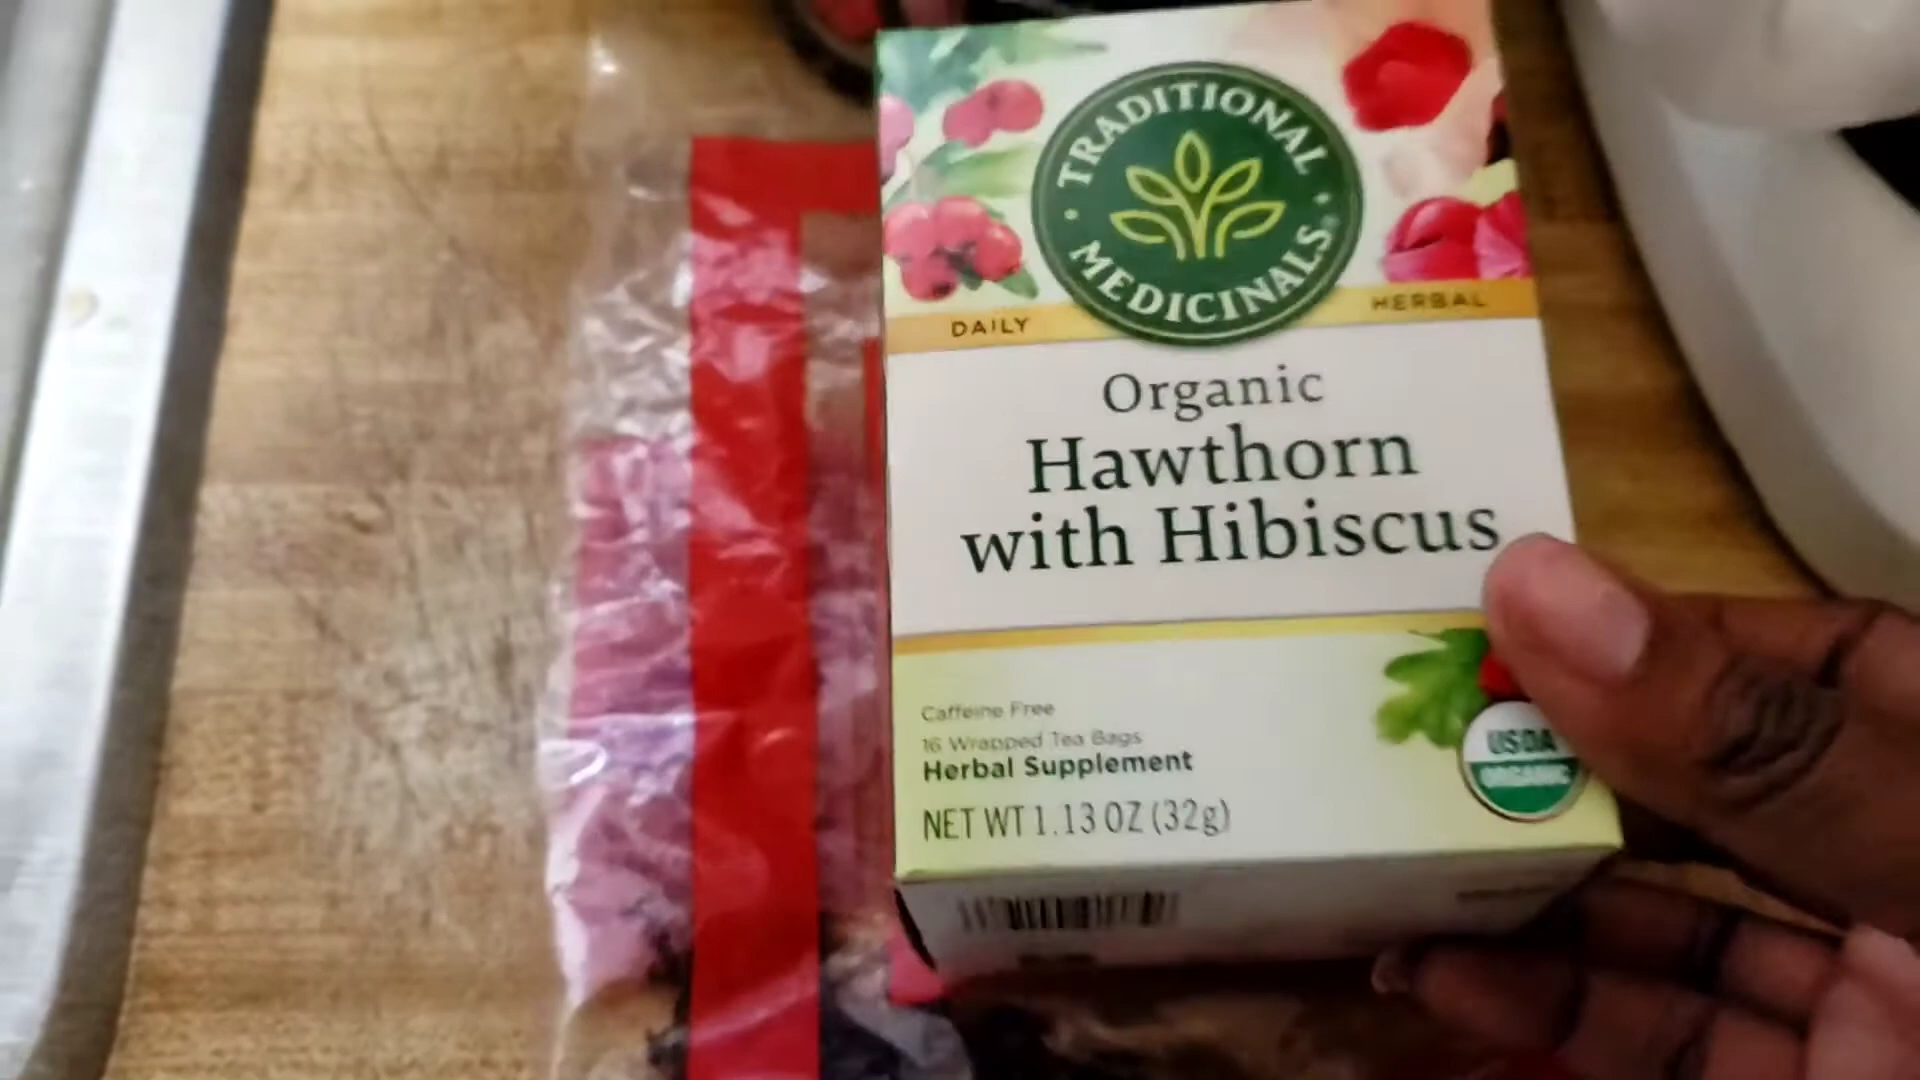 TRADITIONAL
MEDICINALS
DAILY
HERBAL
Organic
Hawthorn
with Hibiscus
Caffeine Free
16 Wrapped Tea Bags
Herbal Supplement
NET WT 1.13 OZ (32g)
USDA
ORGANIC